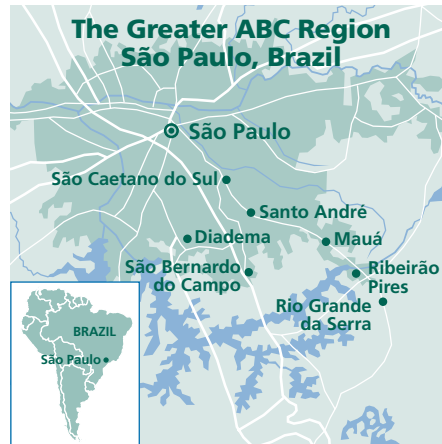 The Greater ABC Region
São Paulo, Brazil
São Paulo
São Caetano do Sul
Santo André
Diadema
Mauá
São Bernardo
do Campo
Ribeirão
Pires
Rio Grande
da Serra
BRAZIL
São Paulo